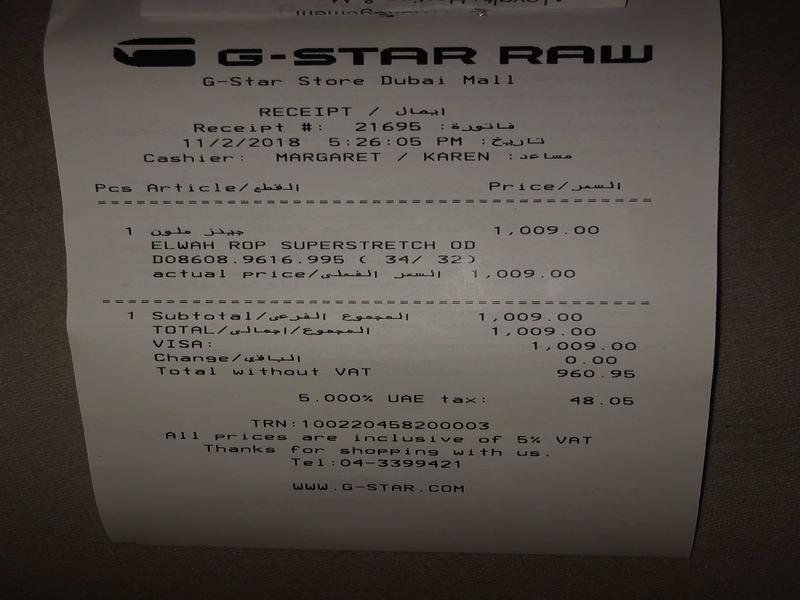 G-STAR RAW
G-Star Store Dubai Mall
RECEIPT / ايصال
Receipt #: 21695 :فاتورة
11/2/2018 5:26:05 PM :تاريخ
Cashier: MARGARET / KAREN :مساعد
Pcs Article/القطع Price/السعر
1 جينز ملون 1,009.00
ELWAH ROP SUPERSTRETCH OD
D08608.9616.995 ( 34/ 32)
actual price/السعر الفعلى 1,009.00
1 Subtotal/المجموع الفرعى 1,009.00
TOTAL/المجموع/اجمالى 1,009.00
VISA: 1,009.00
Change/الباقي 0.00
Total without VAT 960.95
5.000% UAE tax: 48.05
TRN:100220458200003
All prices are inclusive of 5% VAT
Thanks for shopping with us.
Tel:04-3399421
WWW.G-STAR.COM